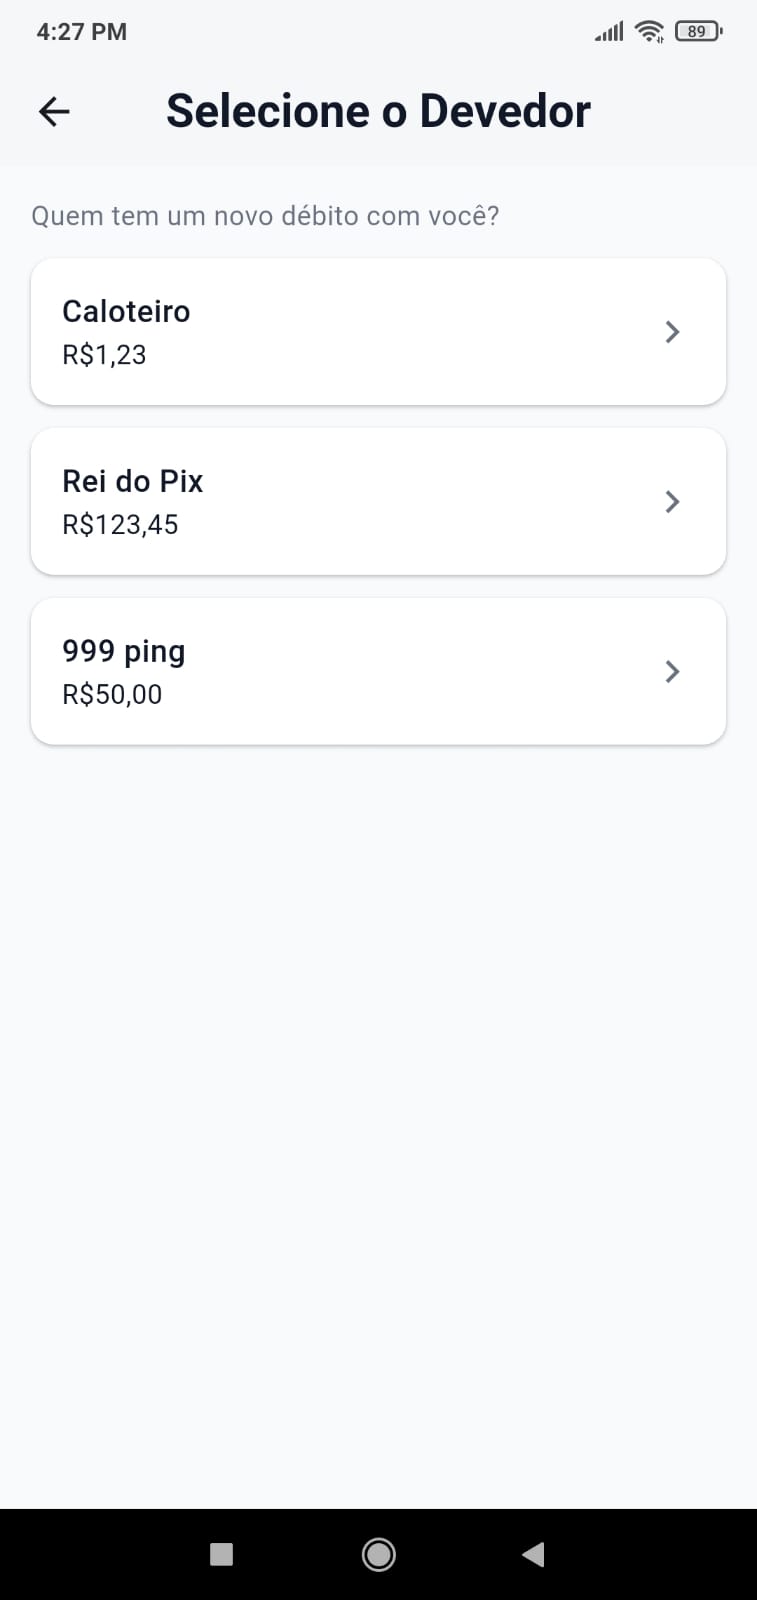 4:27 PM
89
Selecione o Devedor
Quem tem um novo débito com você?
Caloteiro
R$1,23
Rei do Pix
R$123,45
999 ping
R$50,00